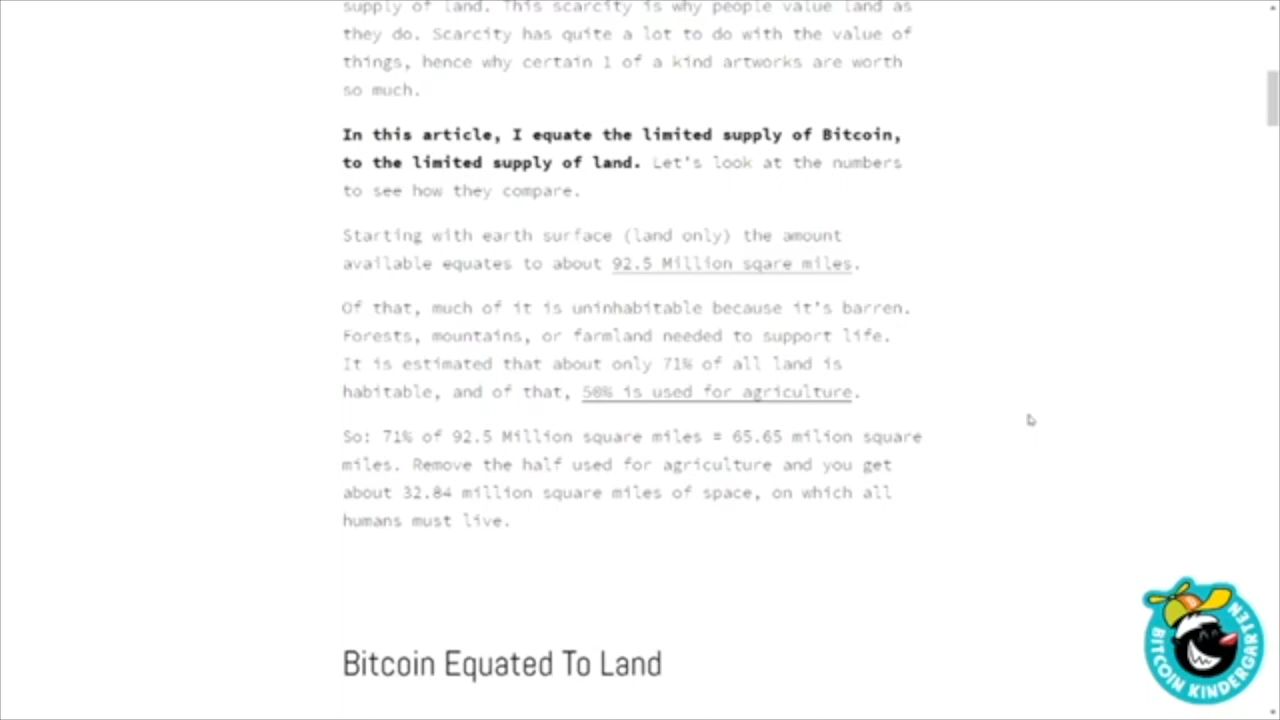 supply of land. This scarcity is why people value land as
they do. Scarcity has quite a lot to do with the value of
things, hence why certain 1 of a kind artworks are worth
so much.
In this article, I equate the limited supply of Bitcoin,
to the limited supply of land. Let's look at the numbers
to see how they compare.
Starting with earth surface (land only) the amount
available equates to about 92.5 Million sqare miles.
Of that, much of it is uninhabitable because it's barren.
Forests, mountains, or farmland needed to support life.
It is estimated that about only 71% of all land is
habitable, and of that, 50% is used for agriculture.
So: 71% of 92.5 Million square miles = 65.65 milion square
miles. Remove the half used for agriculture and you get
about 32.84 million square miles of space, on which all
humans must live.
Bitcoin Equated To Land
BITCOIN KINDERGARTEN